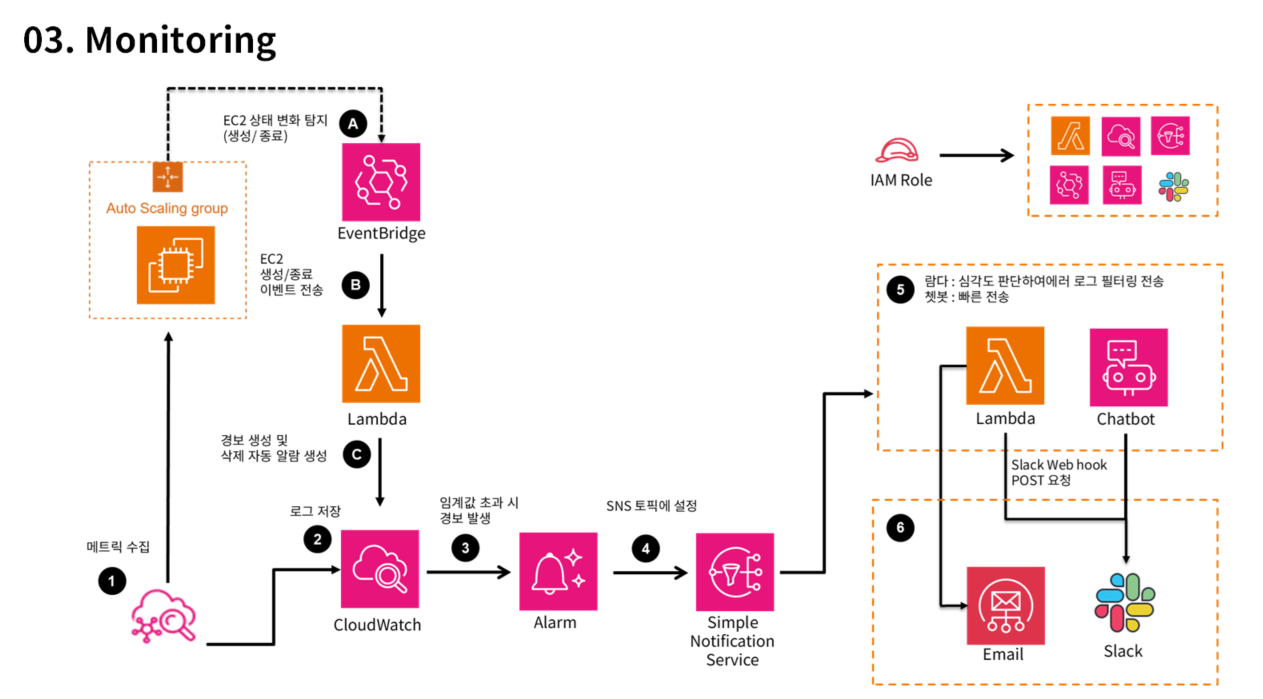 03. Monitoring
EC2 상태 변화 탐지
(생성/ 종료)
A
EventBridge
Auto Scaling group
EC2
생성/종료
이벤트 전송
B
Lambda
경보 생성 및
삭제 자동 알람 생성
C
메트릭 수집
1
로그 저장
2
CloudWatch
임계값 초과 시
경보 발생
3
Alarm
SNS 토픽에 설정
4
Simple
Notification
Service
IAM Role
5
람다 : 심각도 판단하여에러 로그 필터링 전송
쳇봇 : 빠른 전송
Lambda
Chatbot
Slack Web hook
POST 요청
6
Email
Slack